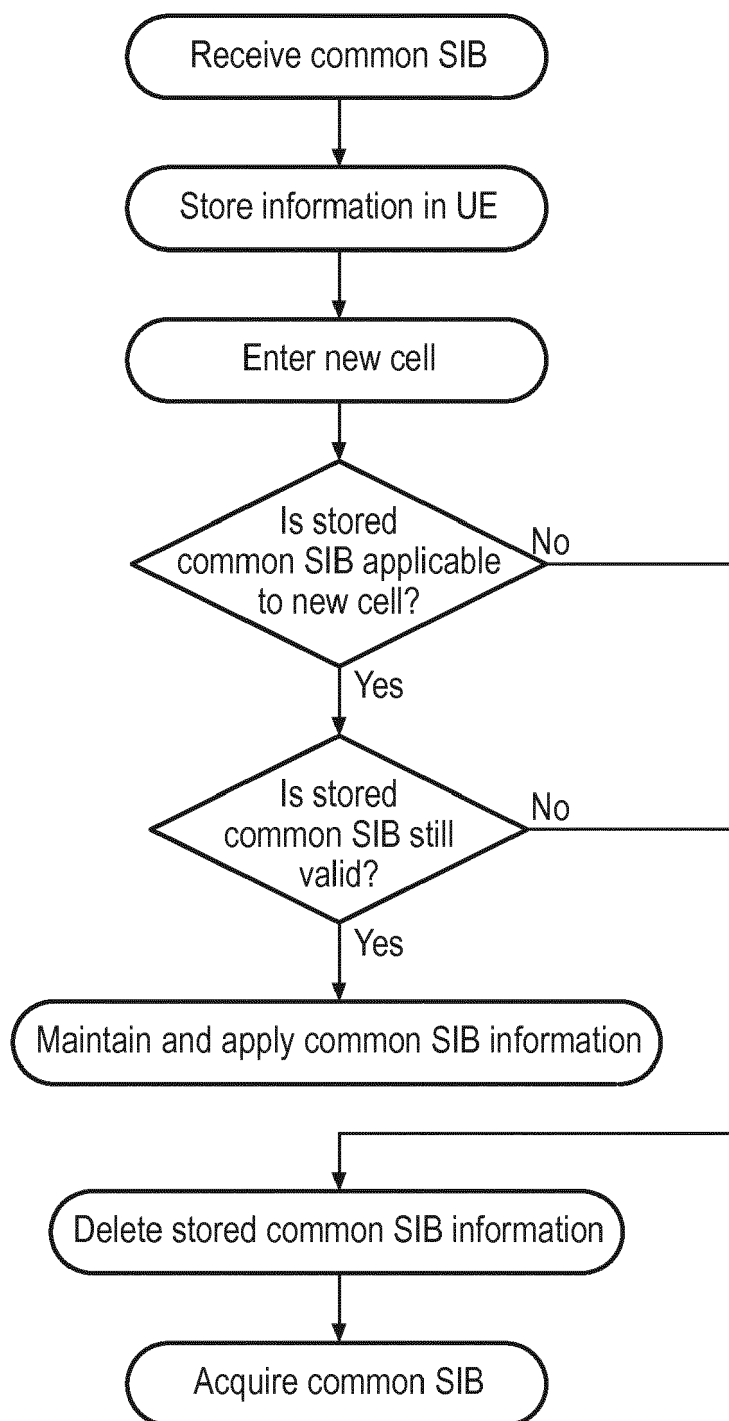 Receive common SIB
Store information in UE
Enter new cell
Is stored
common SIB applicable
to new cell?
No
Yes
Is stored
common SIB still
valid?
No
Yes
Maintain and apply common SIB information
Delete stored common SIB information
Acquire common SIB